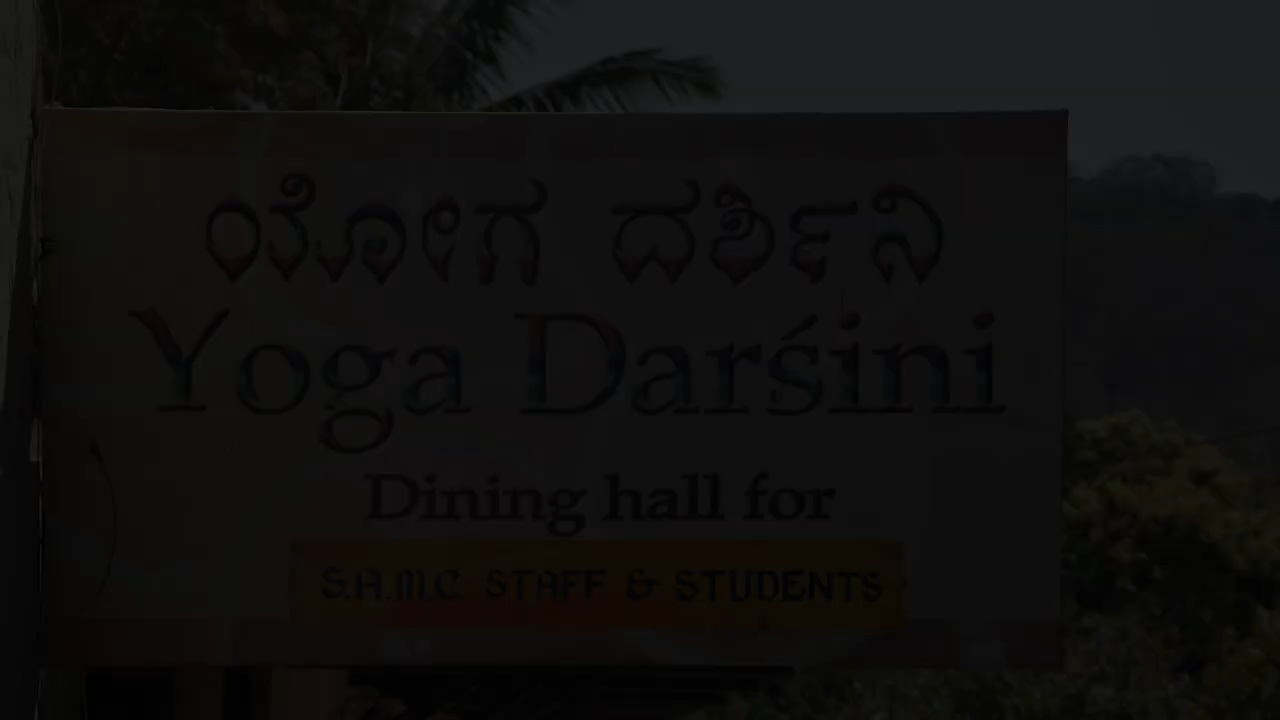 ಯೋಗ ದರ್ಶಿನಿ
Yoga Darśini
Dining hall for
S.A.M.C STAFF & STUDENTS